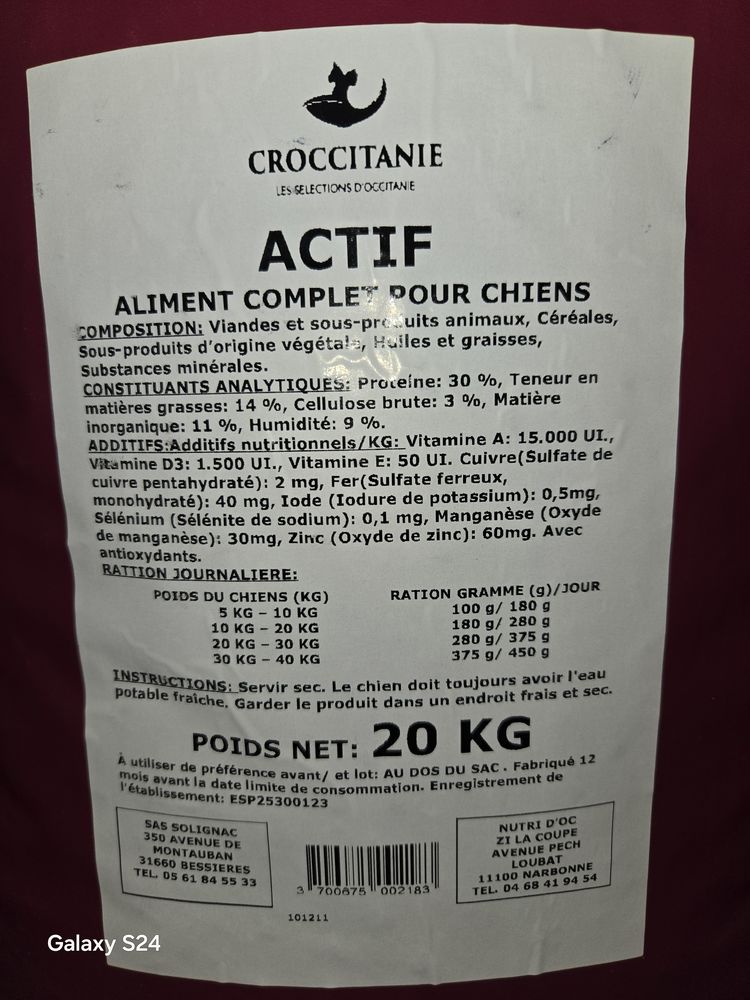 CROCCITANIE
LES SELECTIONS D'OCCITANIE
ACTIF
ALIMENT COMPLET POUR CHIENS
COMPOSITION: Viandes et sous-produits animaux, Céréales,
Sous-produits d'origine végétale, Huiles et graisses,
Substances minérales.
CONSTITUANTS ANALYTIQUES: Proteíne: 30 %, Teneur en
matières grasses: 14 %, Cellulose brute: 3 %, Matière
inorganique: 11 %, Humidité: 9 %.
ADDITIFS:Additifs nutritionnels/KG: Vitamine A: 15.000 UI.,
Vitamine D3: 1.500 UI., Vitamine E: 50 UI. Cuivre(Sulfate de
cuivre pentahydraté): 2 mg, Fer(Sulfate ferreux,
monohydraté): 40 mg, Iode (Iodure de potassium): 0,5mg,
Sélénium (Sélénite de sodium): 0,1 mg, Manganèse (Oxyde
de manganèse): 30mg, Zinc (Oxyde de zinc): 60mg. Avec
antioxydants.
RATTION JOURNALIERE:
POIDS DU CHIENS (KG) RATION GRAMME (g)/JOUR
5 KG – 10 KG 100 g/ 180 g
10 KG – 20 KG 180 g/ 280 g
20 KG – 30 KG 280 g/ 375 g
30 KG – 40 KG 375 g/ 450 g
INSTRUCTIONS: Servir sec. Le chien doit toujours avoir l'eau
potable fraîche. Garder le produit dans un endroit frais et sec.
POIDS NET: 20 KG
À utiliser de préférence avant/ et lot: AU DOS DU SAC . Fabriqué 12
mois avant la date limite de consommation. Enregistrement de
l'établissement: ESP25300123
SAS SOLIGNAC
350 AVENUE DE
MONTAUBAN
31660 BESSIERES
TEL. 05 61 84 55 33
3 700675 002183
101211
NUTRI D'OC
ZI LA COUPE
AVENUE PECH
LOUBAT
11100 NARBONNE
TEL. 04 68 41 94 54
Galaxy S24